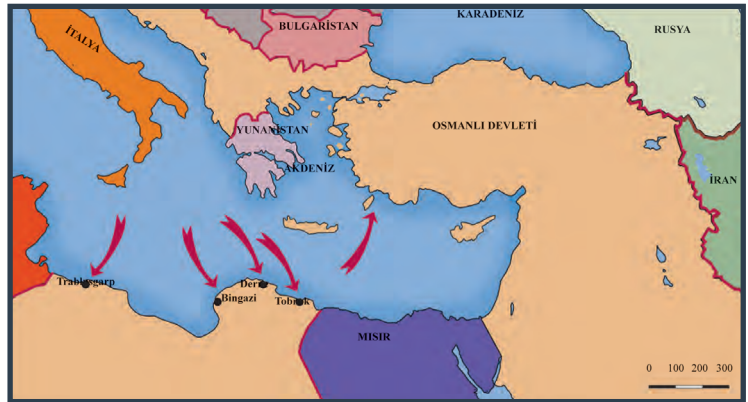 KARADENİZ
BULGARİSTAN
RUSYA
İTALYA
OSMANLI DEVLETİ
YUNANİSTAN
AKDENİZ
İRAN
Trablusgarp
Derne
Bingazi
Tobruk
MISIR
0 100 200 300